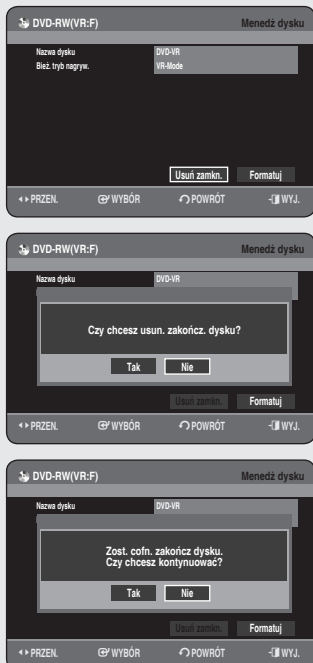 DVD-RW(VR:F) Menedż dysku
Nazwa dysku DVD-VR
Bież. tryb nagryw. VR-Mode
Usuń zamkn. Formatuj
PRZEN. WYBÓR POWRÓT WYJ.
DVD-RW(VR:F) Menedż dysku
Nazwa dysku DVD-VR
Czy chcesz usun. zakończ. dysku?
Tak Nie
Usuń zamkn. Formatuj
PRZEN. WYBÓR POWRÓT WYJ.
DVD-RW(VR:F) Menedż dysku
Nazwa dysku DVD-VR
Zost. cofn. zakończ dysku.
Czy chcesz kontynuować?
Tak Nie
Usuń zamkn. Formatuj
PRZEN. WYBÓR POWRÓT WYJ.